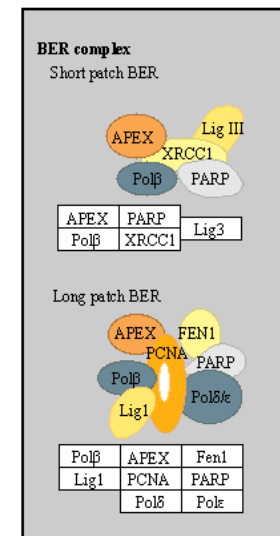 BER complex
Short patch BER
Lig III
APEX
XRCC1
Polβ PARP
APEX PARP
Lig3
Polβ XRCC1
Long patch BER
APEX FEN1
PCNA
PARP
Polβ
Polδ/ε
Lig1
Polβ APEX Fen1
Lig1 PCNA PARP
Polδ Polε